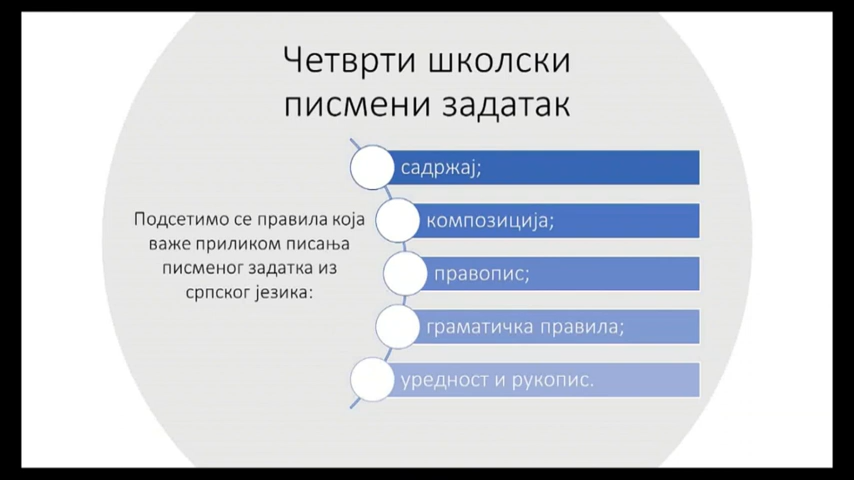 Четврти школски
писмени задатак
Подсетимо се правила која
важе приликом писања
писменог задатка из
српског језика:
садржај;
композиција;
правопис;
граматичка правила;
уредност и рукопис.